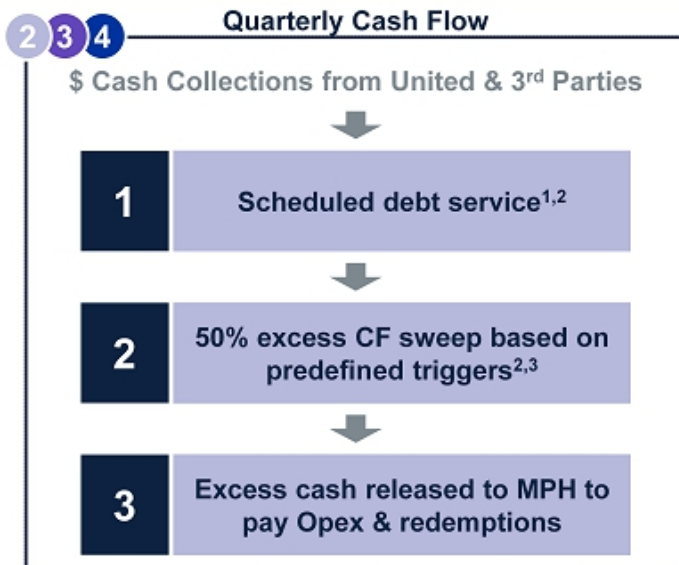 Quarterly Cash Flow
2 3 4
$ Cash Collections from United & 3rd Parties
1
Scheduled debt service1,2
2
50% excess CF sweep based on
predefined triggers2,3
3
Excess cash released to MPH to
pay Opex & redemptions